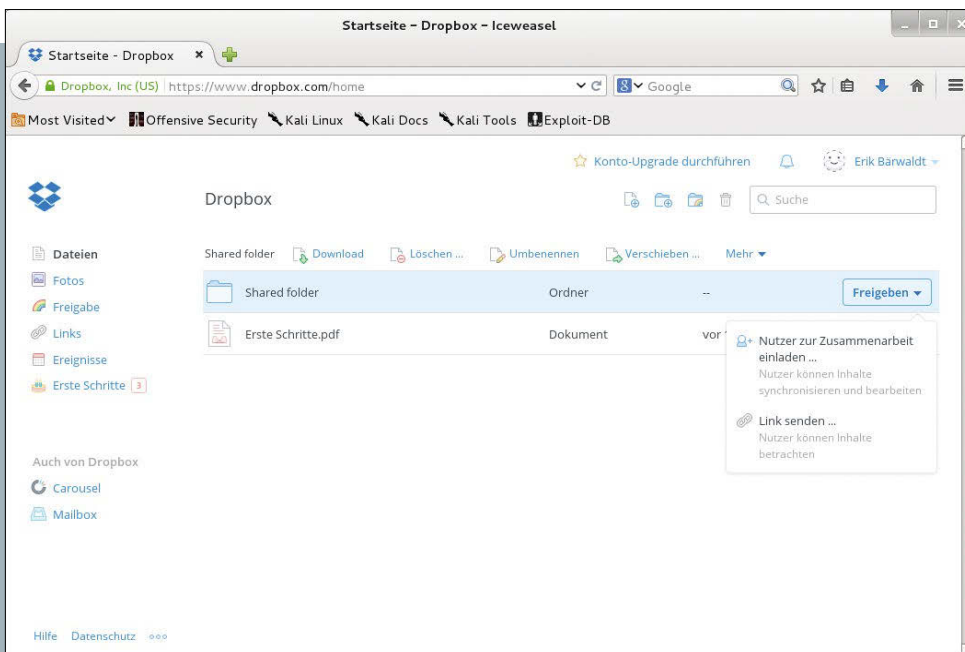 Startseite – Dropbox – Iceweasel
Startseite - Dropbox
Dropbox, Inc (US) https://www.dropbox.com/home
Google
Most Visited Offensive Security Kali Linux Kali Docs Kali Tools Exploit-DB
Konto-Upgrade durchführen Erik Bärwaldt
Dropbox
Suche
Dateien
Fotos
Freigabe
Links
Ereignisse
Erste Schritte 3
Auch von Dropbox
Carousel
Mailbox
Shared folder Download Löschen ... Umbenennen Verschieben ... Mehr
Shared folder Ordner -- Freigeben
Erste Schritte.pdf Dokument vor
Nutzer zur Zusammenarbeit
einladen ...
Nutzer können Inhalte
synchronisieren und bearbeiten
Link senden ...
Nutzer können Inhalte
betrachten
Hilfe Datenschutz